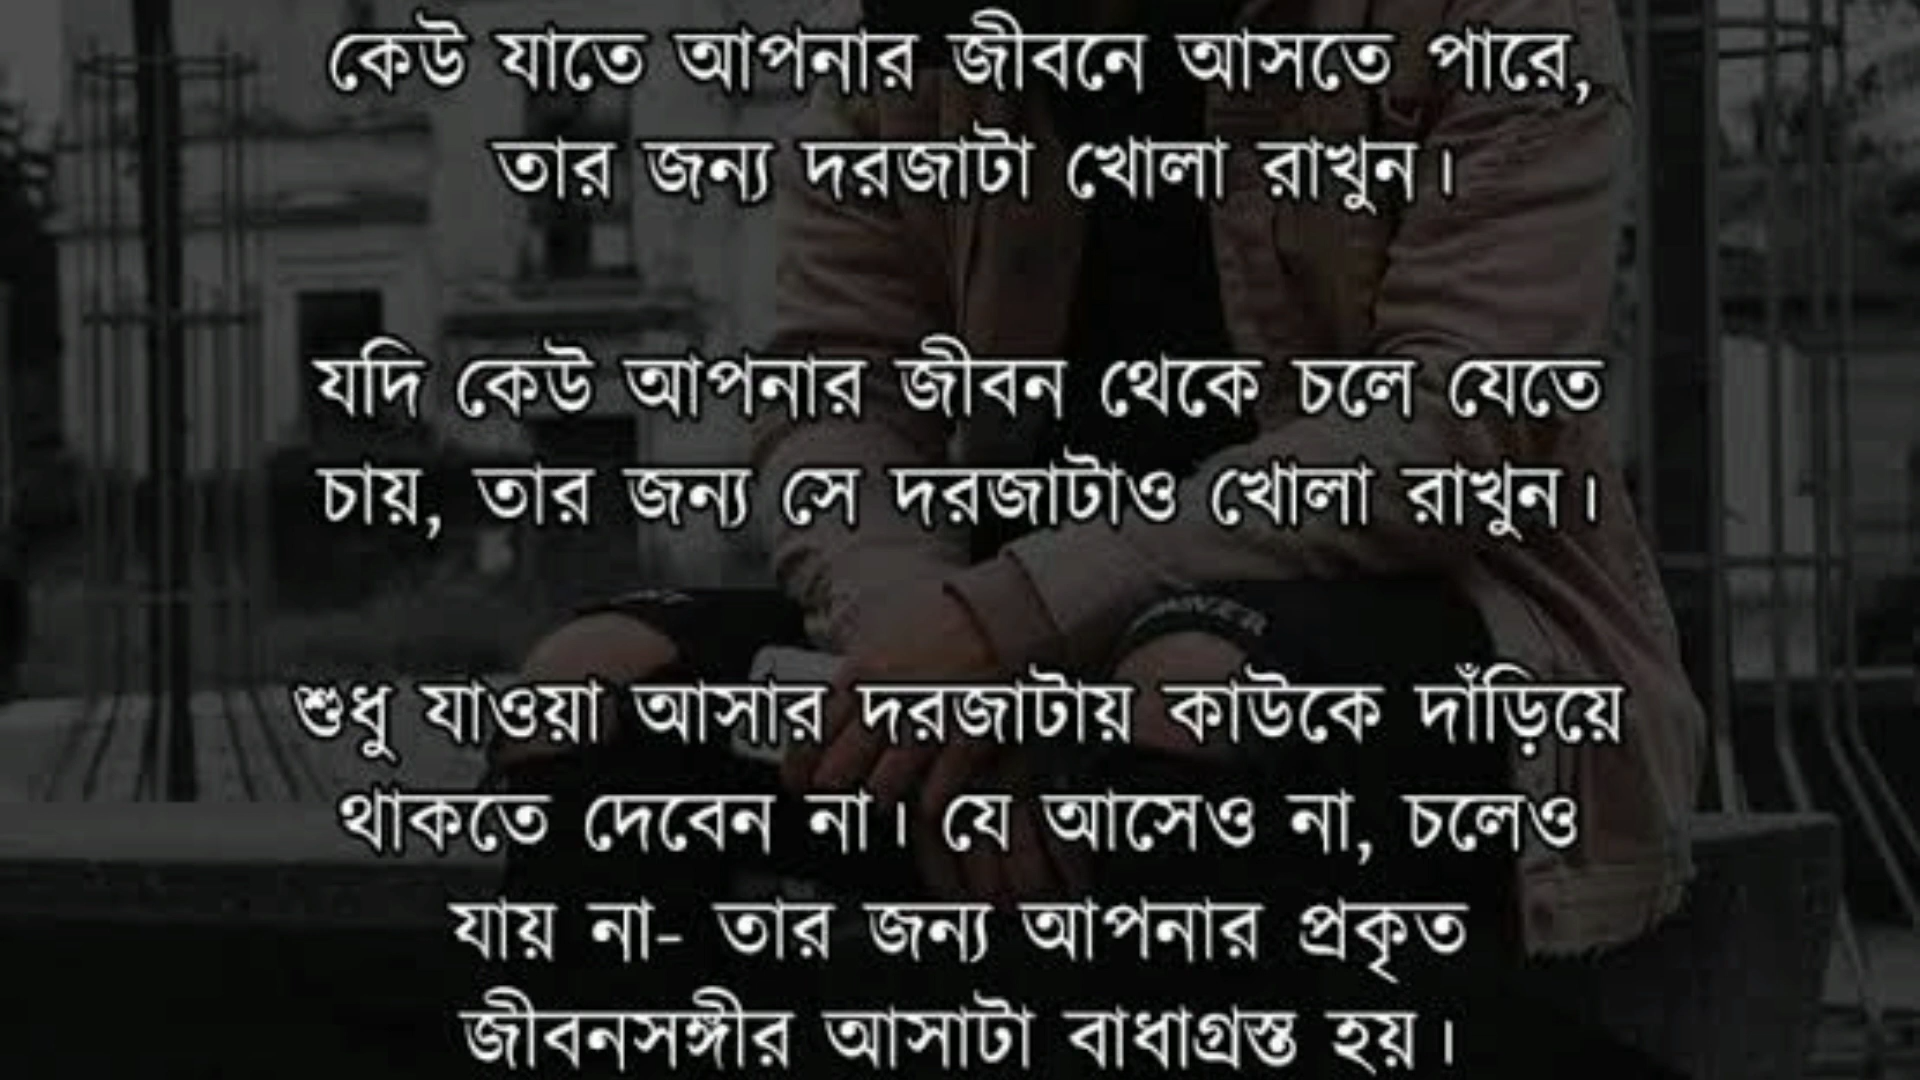 কেউ যাতে আপনার জীবনে আসতে পারে,
তার জন্য দরজাটা খোলা রাখুন।
যদি কেউ আপনার জীবন থেকে চলে যেতে
চায়, তার জন্য সে দরজাটাও খোলা রাখুন।
শুধু যাওয়া আসার দরজাটায় কাউকে দাঁড়িয়ে
থাকতে দেবেন না। যে আসেও না, চলেও
যায় না- তার জন্য আপনার প্রকৃত
জীবনসঙ্গীর আসাটা বাধাগ্রস্ত হয়।